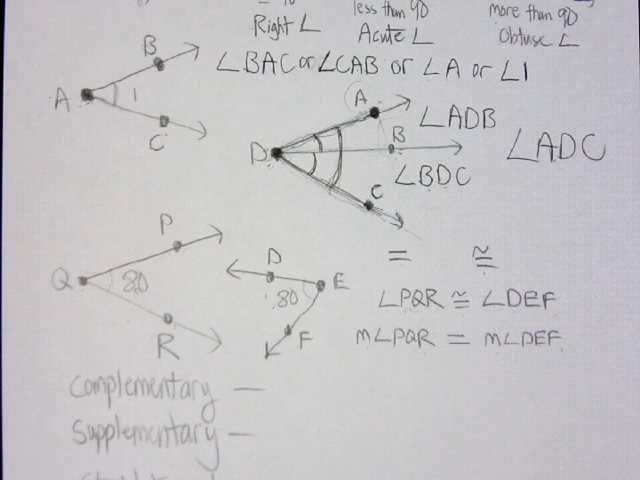 less than 90
more than 90
Right ∠
Acute ∠
Obtuse ∠
∠BAC or ∠CAB or ∠A or ∠1
B
A
1
C
A
∠ADB
B
D
∠ADC
∠BDC
C
P
Q
80
R
D
E
80
F
= ≅
∠PQR ≅ ∠DEF
m∠PQR = m∠DEF
Complementary —
Supplementary —